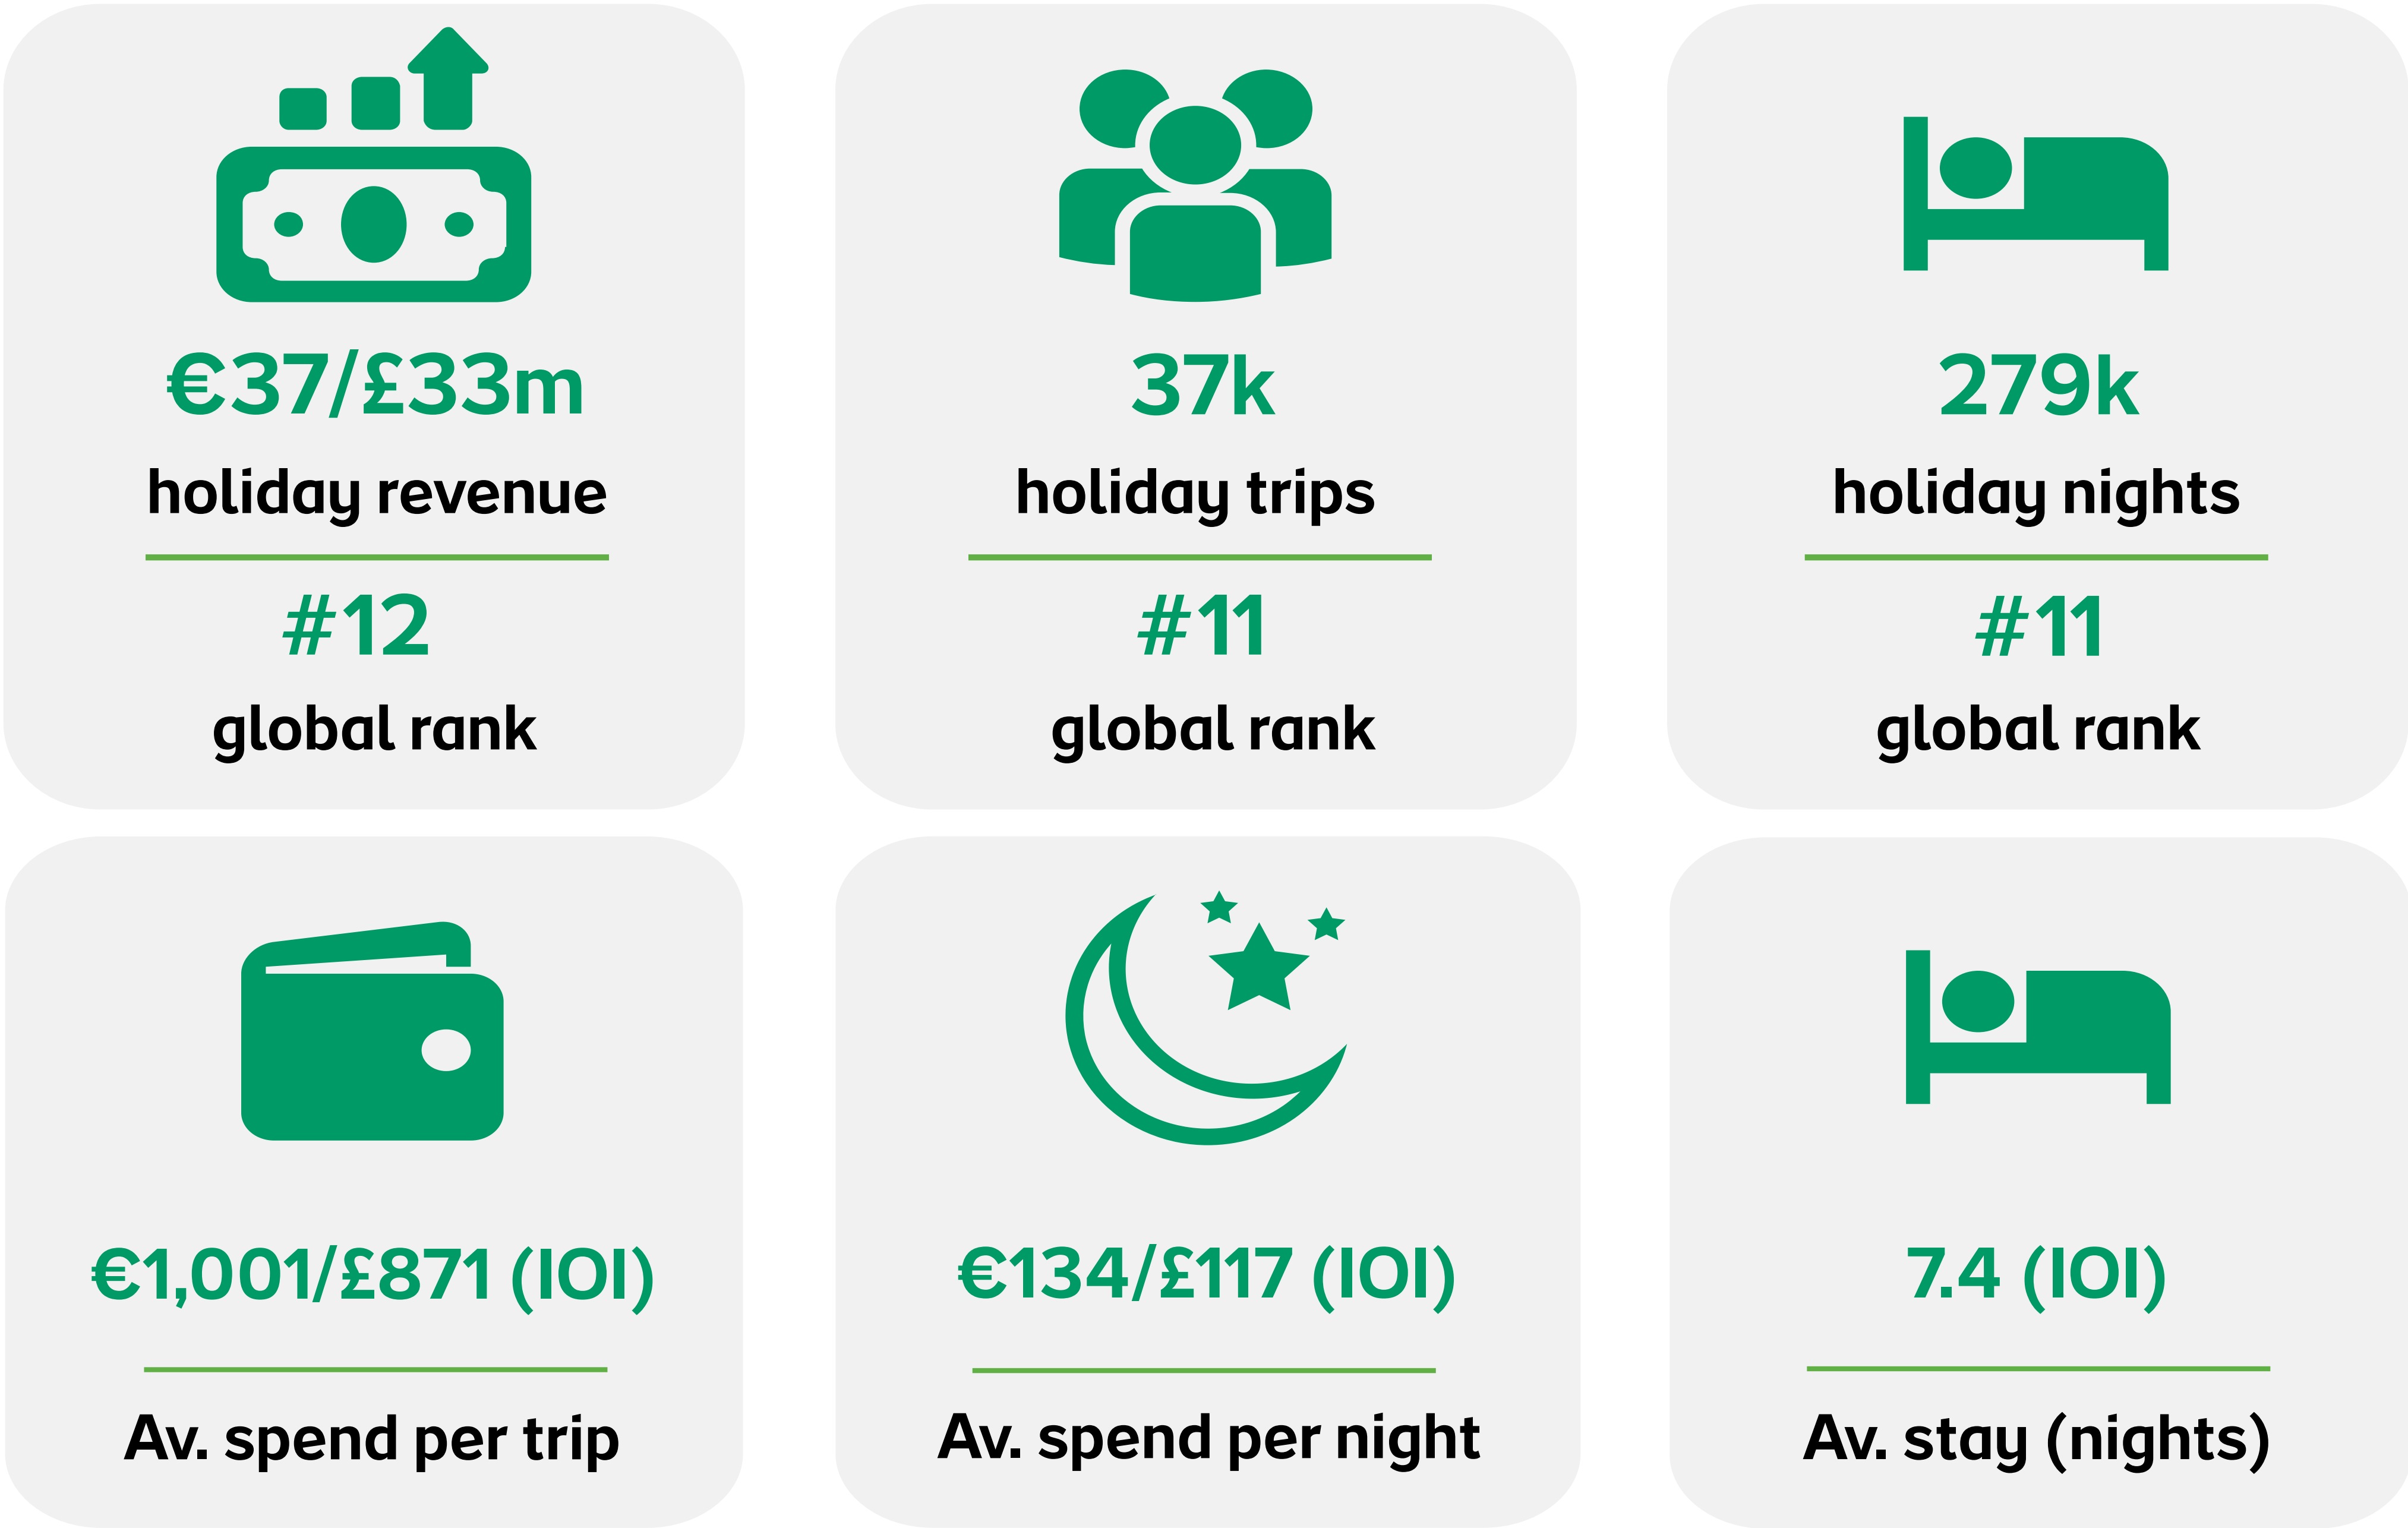 €37/£33m
holiday revenue
#12
global rank
37k
holiday trips
#11
global rank
279k
holiday nights
#11
global rank
€1,001/£871 (IOI)
Av. spend per trip
€134/£117 (IOI)
Av. spend per night
7.4 (IOI)
Av. stay (nights)